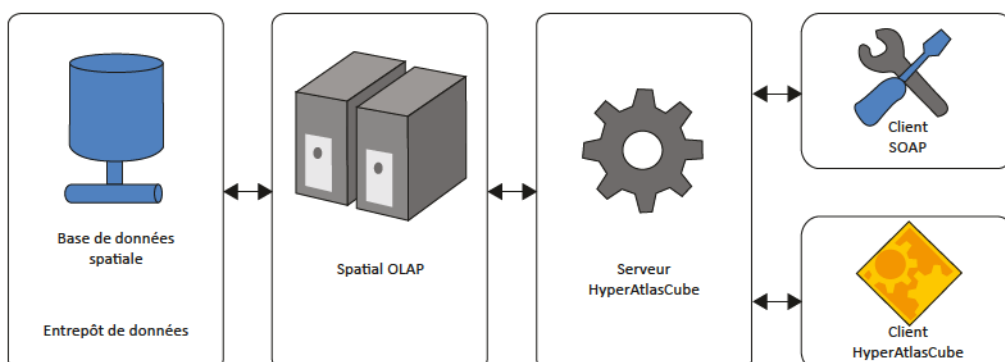 Base de données
spatiale
Entrepôt de données
Spatial OLAP
Serveur
HyperAtlasCube
Client
SOAP
Client
HyperAtlasCube